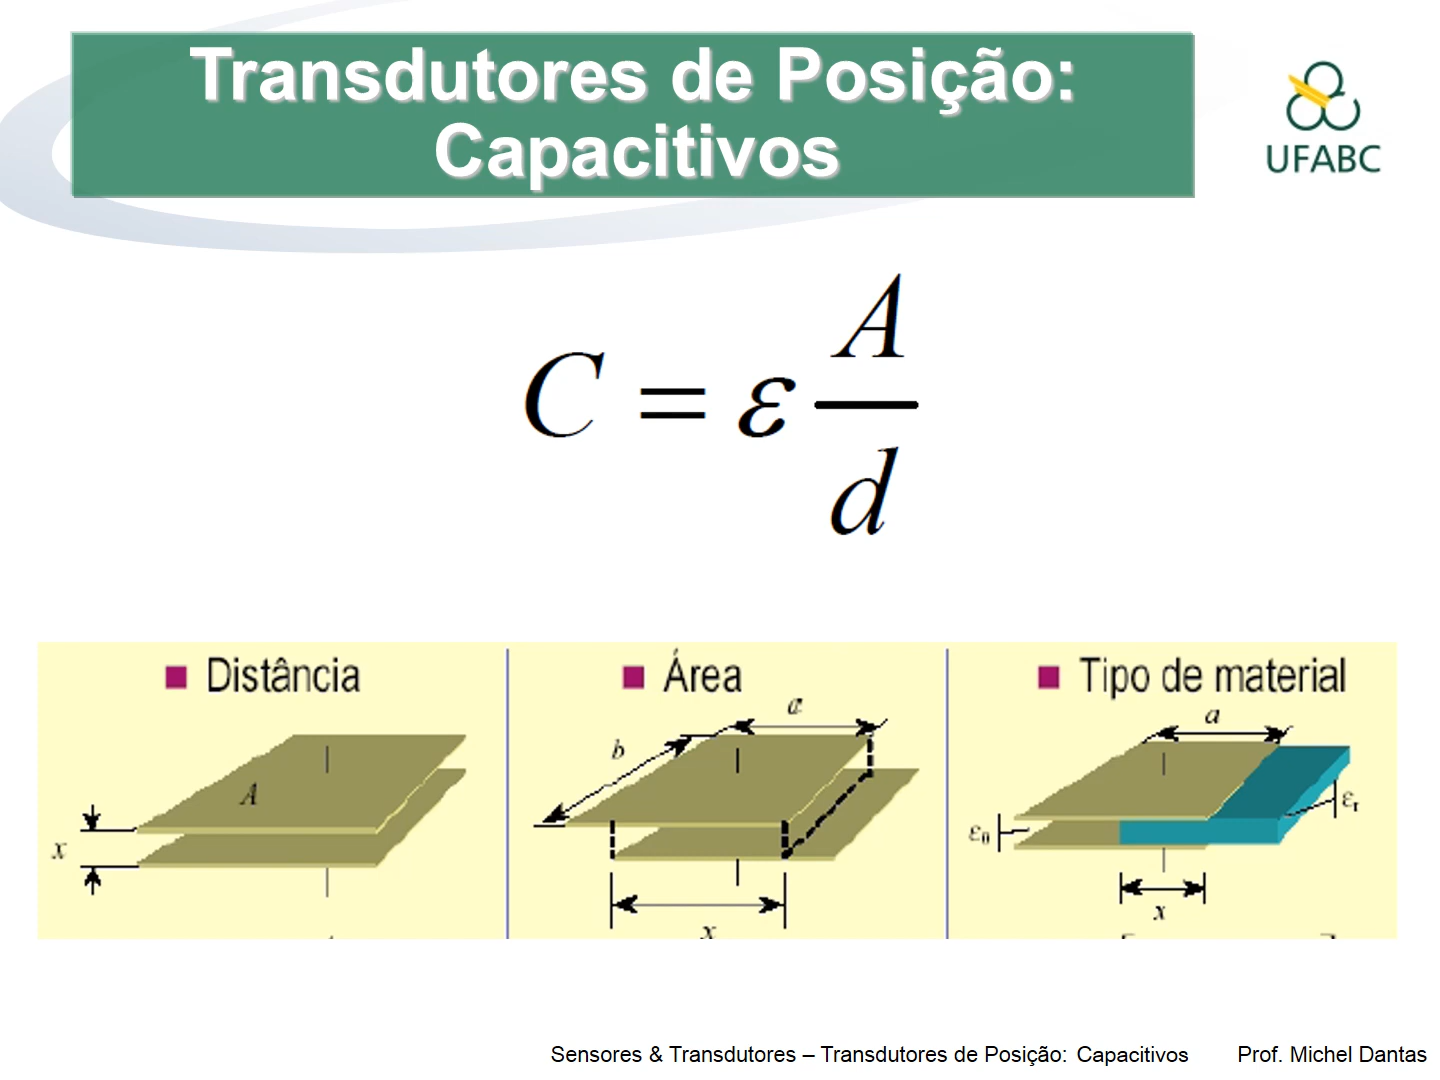 Transdutores de Posição:
Capacitivos
UFABC
C = ε A/d
Distância
A
x
Área
a
b
x
Tipo de material
a
εr
ε0
x
Sensores & Transdutores – Transdutores de Posição: Capacitivos Prof. Michel Dantas